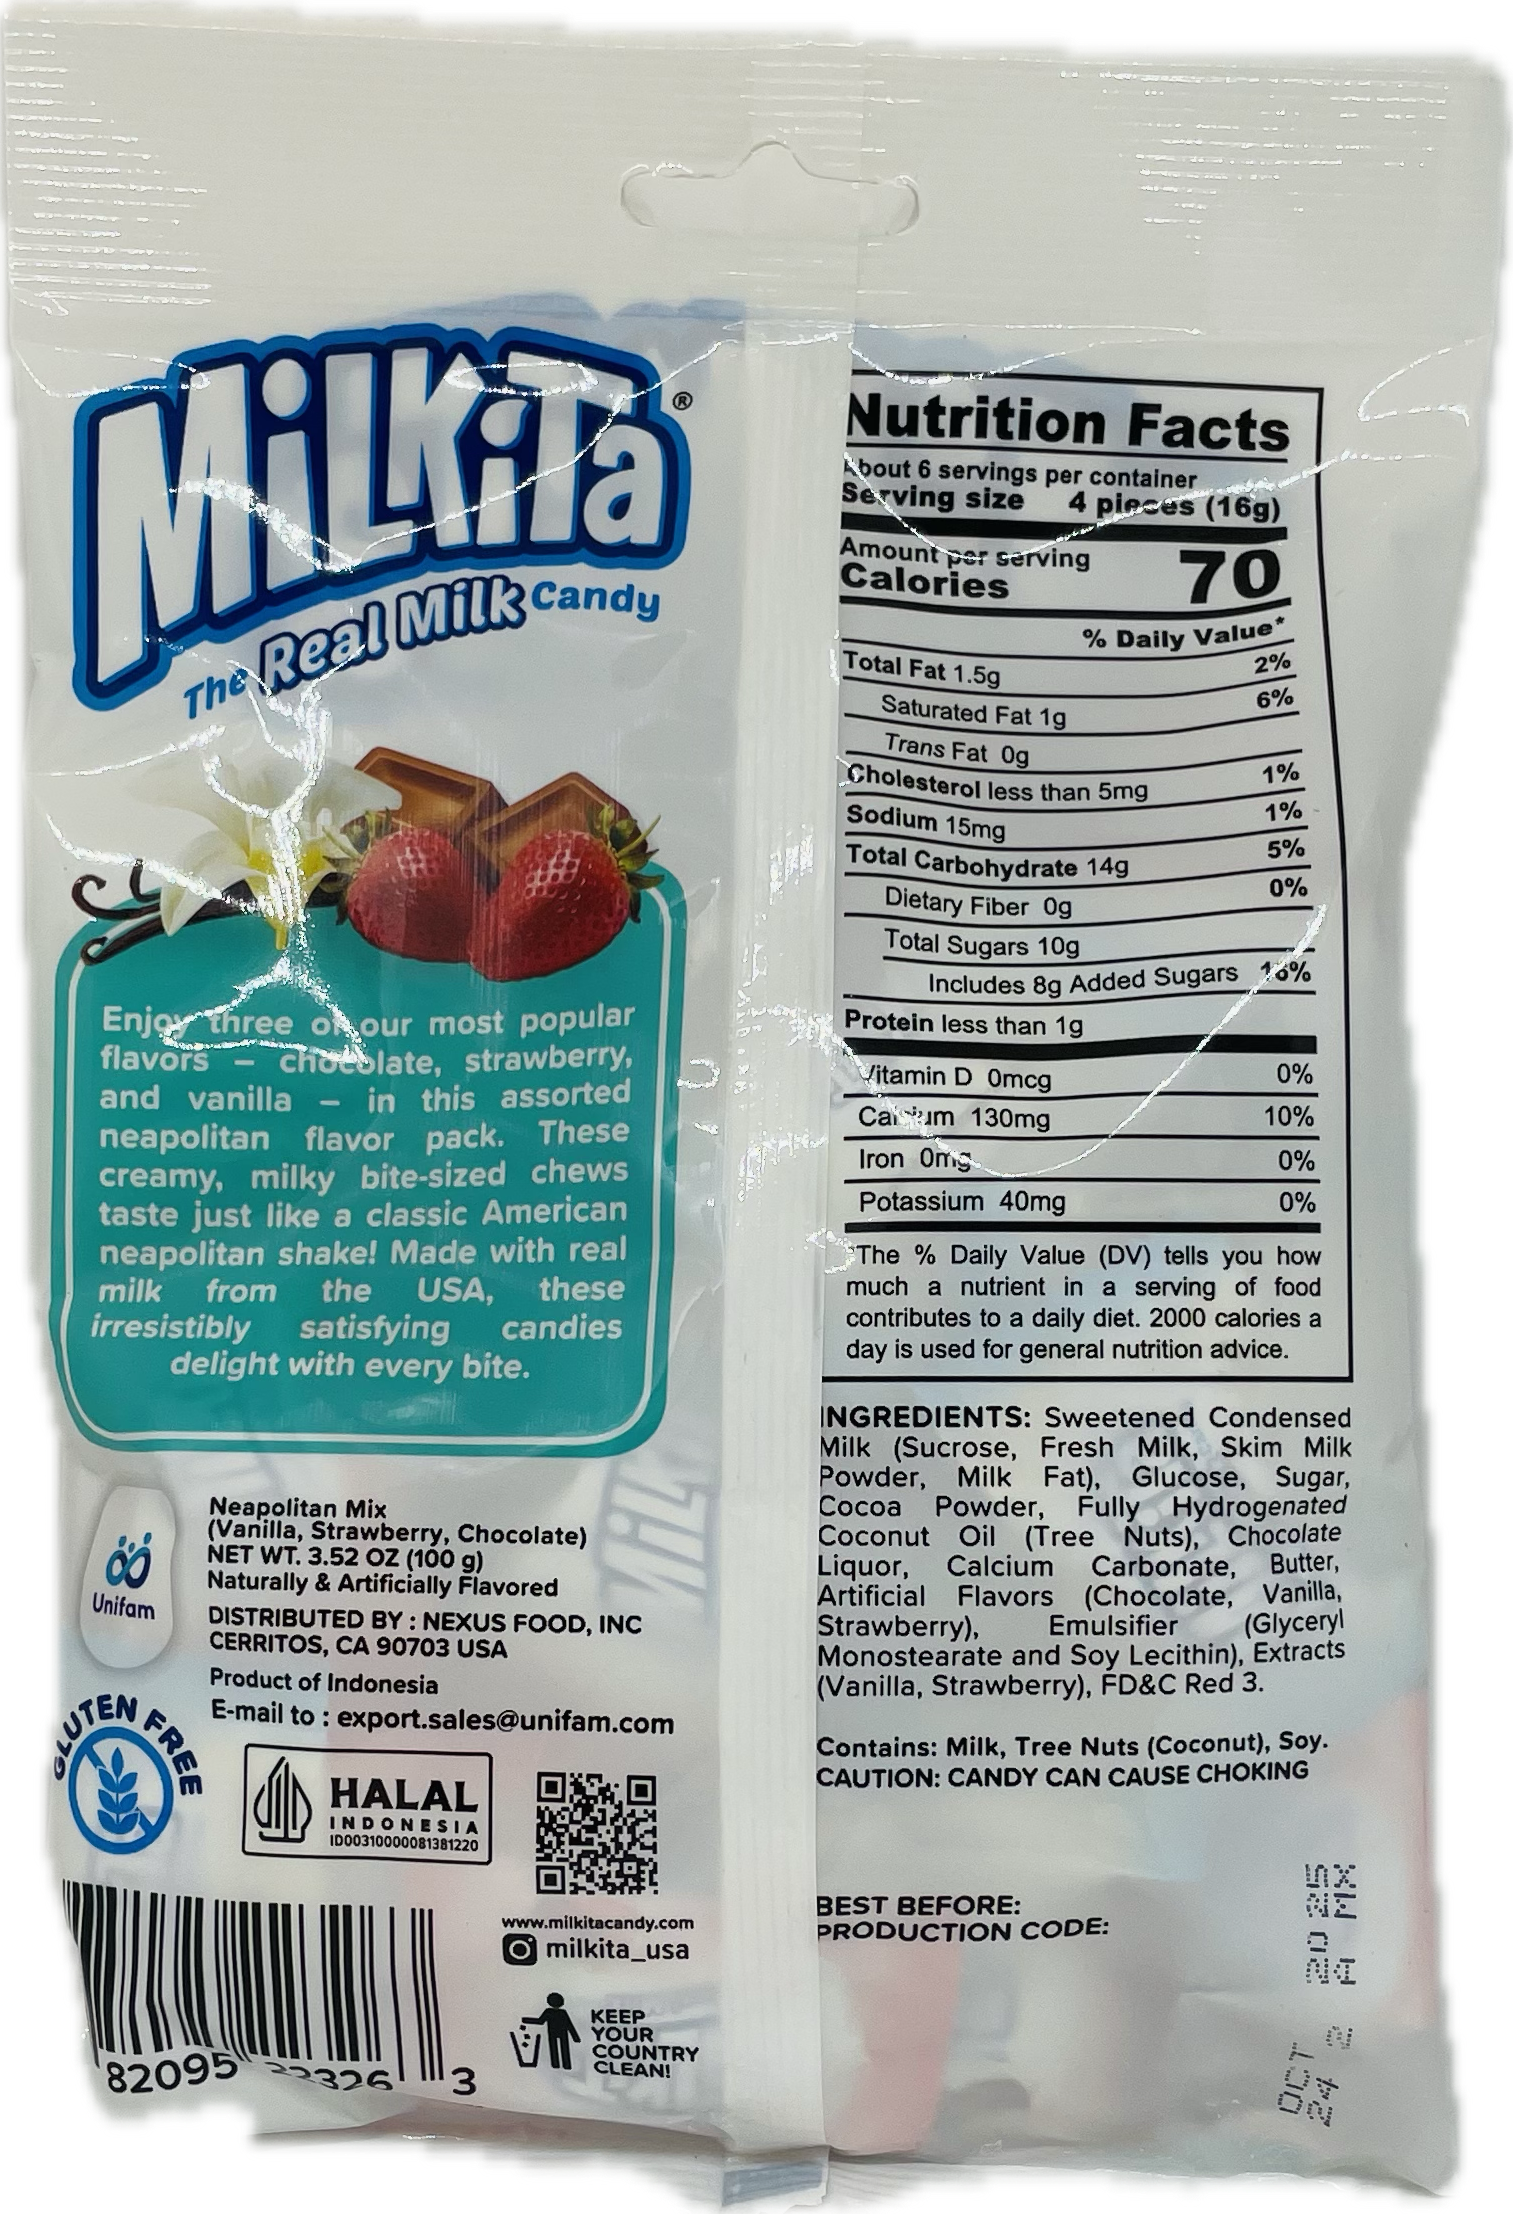 MiLKiTa®
The Real Milk Candy
Enjoy three of our most popular
flavors – chocolate, strawberry,
and vanilla – in this assorted
neapolitan flavor pack. These
creamy, milky bite-sized chews
taste just like a classic American
neapolitan shake! Made with real
milk from the USA, these
irresistibly satisfying candies
delight with every bite.
Unifam
Neapolitan Mix
(Vanilla, Strawberry, Chocolate)
NET WT. 3.52 OZ (100 g)
Naturally & Artificially Flavored
DISTRIBUTED BY : NEXUS FOOD, INC
CERRITOS, CA 90703 USA
Product of Indonesia
E-mail to : export.sales@unifam.com
GLUTEN FREE
HALAL
INDONESIA
ID00310000081381220
www.milkitacandy.com
milkita_usa
KEEP
YOUR
COUNTRY
CLEAN!
82095 22326 3
Nutrition Facts
About 6 servings per container
Serving size 4 pieces (16g)
Amount per serving
Calories 70
% Daily Value*
Total Fat 1.5g 2%
Saturated Fat 1g 6%
Trans Fat 0g
Cholesterol less than 5mg 1%
Sodium 15mg 1%
Total Carbohydrate 14g 5%
Dietary Fiber 0g 0%
Total Sugars 10g
Includes 8g Added Sugars 16%
Protein less than 1g
Vitamin D 0mcg 0%
Calcium 130mg 10%
Iron 0mg 0%
Potassium 40mg 0%
*The % Daily Value (DV) tells you how
much a nutrient in a serving of food
contributes to a daily diet. 2000 calories a
day is used for general nutrition advice.
INGREDIENTS: Sweetened Condensed
Milk (Sucrose, Fresh Milk, Skim Milk
Powder, Milk Fat), Glucose, Sugar,
Cocoa Powder, Fully Hydrogenated
Coconut Oil (Tree Nuts), Chocolate
Liquor, Calcium Carbonate, Butter,
Artificial Flavors (Chocolate, Vanilla,
Strawberry), Emulsifier (Glyceryl
Monostearate and Soy Lecithin), Extracts
(Vanilla, Strawberry), FD&C Red 3.
Contains: Milk, Tree Nuts (Coconut), Soy.
CAUTION: CANDY CAN CAUSE CHOKING
BEST BEFORE:
PRODUCTION CODE:
OCT
24